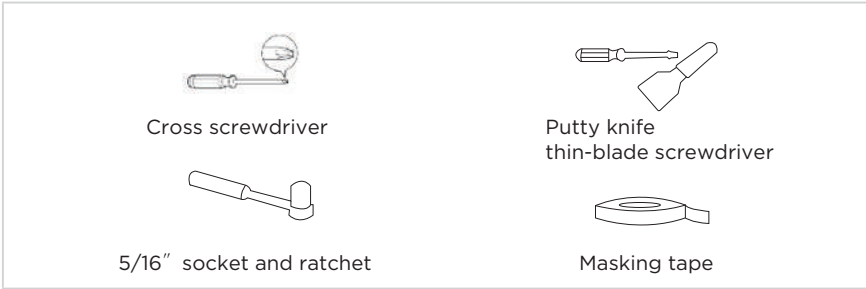 Cross screwdriver
Putty knife
thin-blade screwdriver
5/16″ socket and ratchet
Masking tape